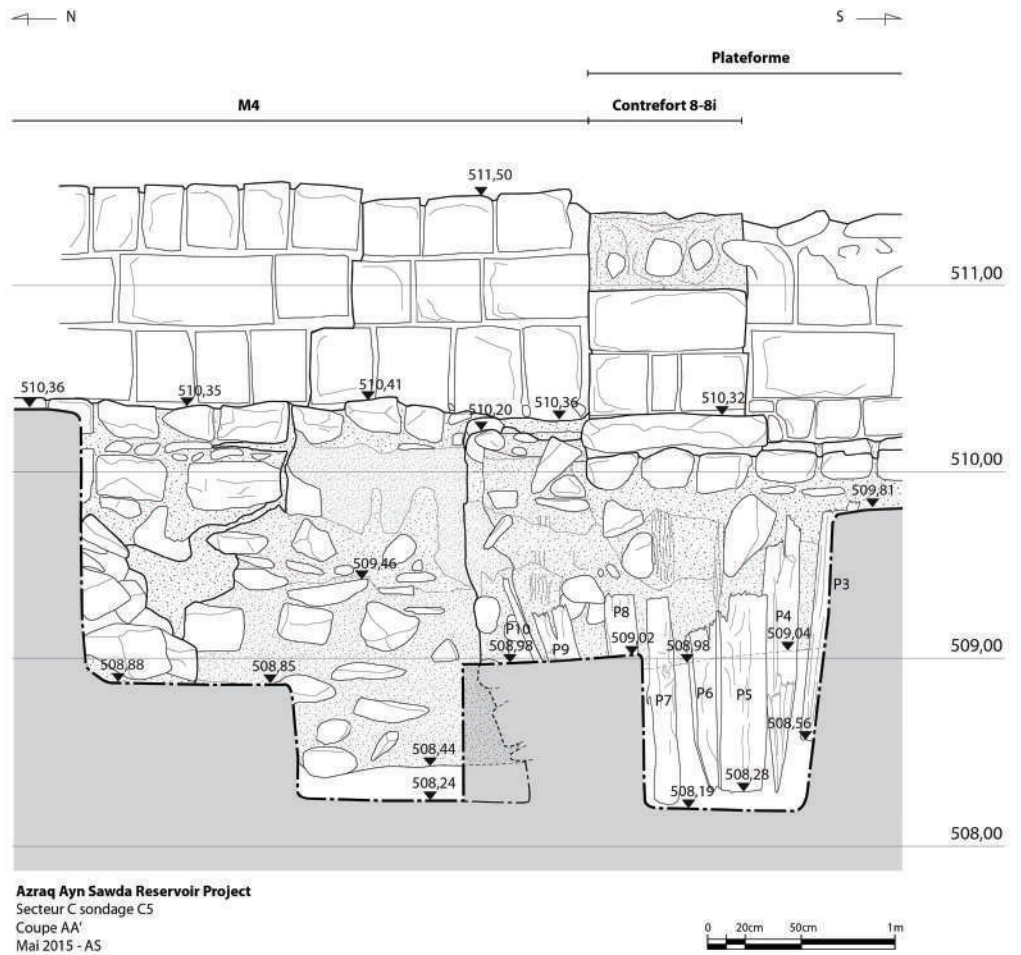 N
S
Plateforme
M4
Contrefort 8-8i
511,50
511,00
510,36
510,35
510,41
510,20
510,36
510,32
510,00
509,81
509,46
P3
P8
P4
P10
P9
509,02
508,98
508,98
509,04
509,00
508,88
508,85
P7
P6
P5
508,56
508,44
508,24
508,28
508,19
508,00
Azraq Ayn Sawda Reservoir Project
Secteur C sondage C5
Coupe AA'
Mai 2015 - AS
0 20cm 50cm 1m